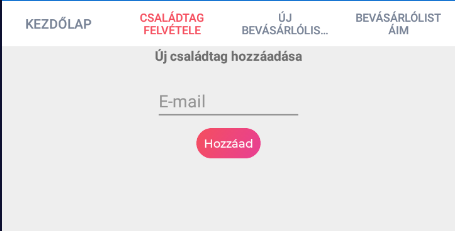 KEZDŐLAP
CSALÁDTAG
FELVÉTELE
ÚJ
BEVÁSÁRLÓLIS...
BEVÁSÁRLÓLIST
ÁIM
Új családtag hozzáadása
E-mail
Hozzáad